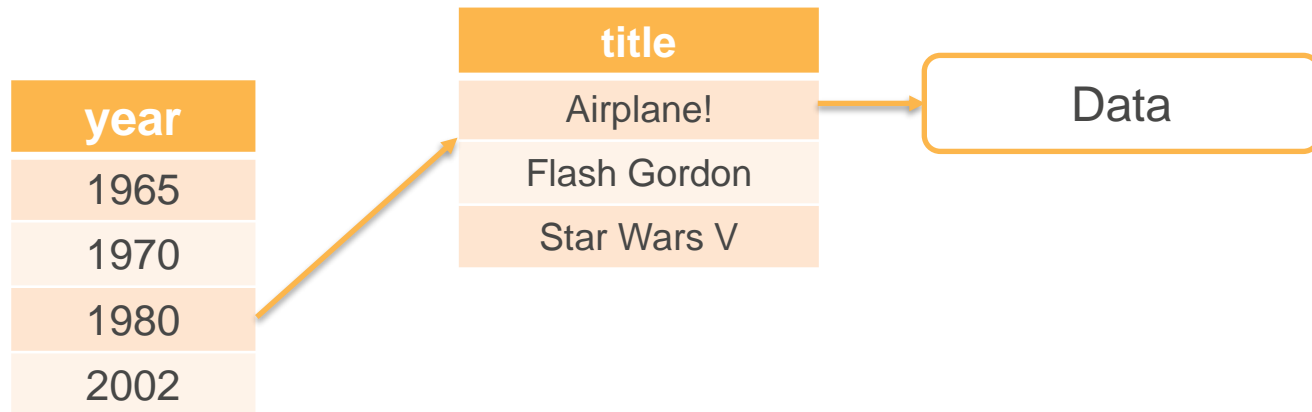 year
1965
1970
1980
2002
title
Airplane!
Flash Gordon
Star Wars V
Data